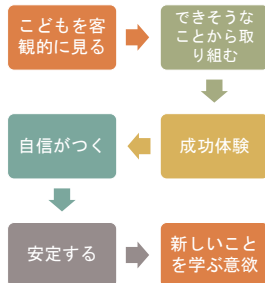 こどもを客
観的に見る
できそうな
ことから取
り組む
成功体験
自信がつく
安定する
新しいこと
を学ぶ意欲